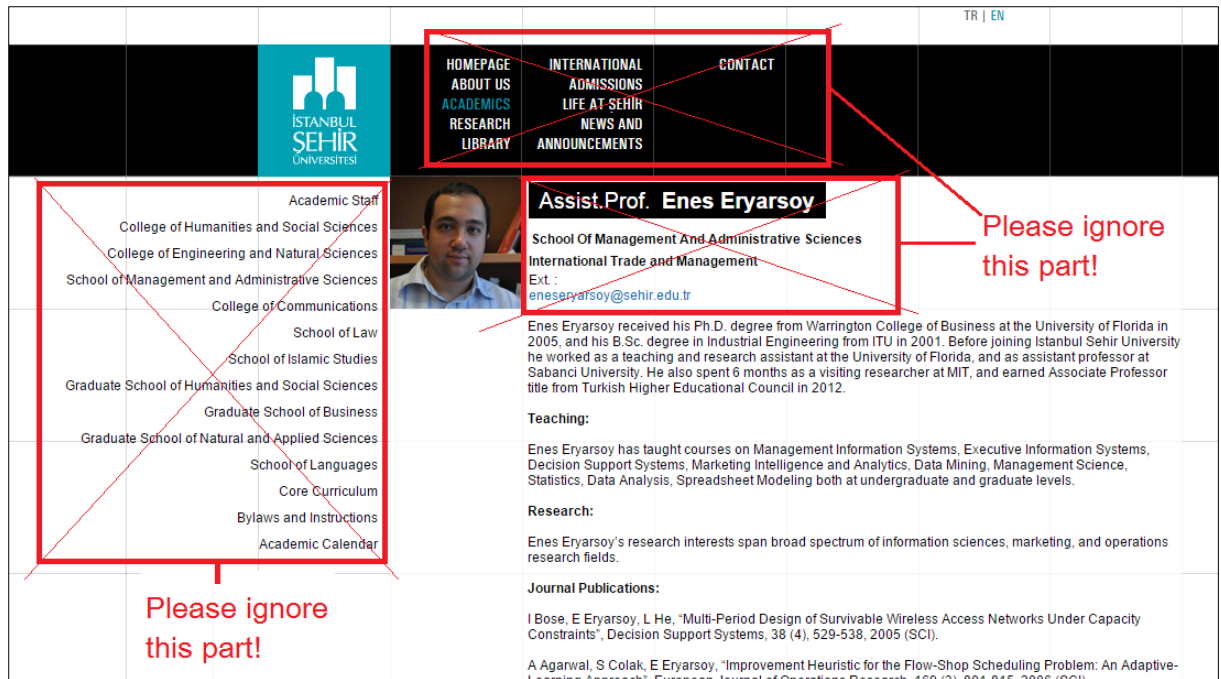 TR | EN
İSTANBUL
ŞEHİR
ÜNİVERSİTESİ
HOMEPAGE
ABOUT US
ACADEMICS
RESEARCH
LIBRARY
INTERNATIONAL
ADMISSIONS
LIFE AT ŞEHİR
NEWS AND
ANNOUNCEMENTS
CONTACT
Academic Staff
College of Humanities and Social Sciences
College of Engineering and Natural Sciences
School of Management and Administrative Sciences
College of Communications
School of Law
School of Islamic Studies
Graduate School of Humanities and Social Sciences
Graduate School of Business
Graduate School of Natural and Applied Sciences
School of Languages
Core Curriculum
Bylaws and Instructions
Academic Calendar
Please ignore
this part!
Assist.Prof. Enes Eryarsoy
School Of Management And Administrative Sciences
International Trade and Management
Ext. :
eneseryarsoy@sehir.edu.tr
Please ignore
this part!
Enes Eryarsoy received his Ph.D. degree from Warrington College of Business at the University of Florida in
2005, and his B.Sc. degree in Industrial Engineering from ITU in 2001. Before joining Istanbul Sehir University
he worked as a teaching and research assistant at the University of Florida, and as assistant professor at
Sabanci University. He also spent 6 months as a visiting researcher at MIT, and earned Associate Professor
title from Turkish Higher Educational Council in 2012.
Teaching:
Enes Eryarsoy has taught courses on Management Information Systems, Executive Information Systems,
Decision Support Systems, Marketing Intelligence and Analytics, Data Mining, Management Science,
Statistics, Data Analysis, Spreadsheet Modeling both at undergraduate and graduate levels.
Research:
Enes Eryarsoy's research interests span broad spectrum of information sciences, marketing, and operations
research fields.
Journal Publications:
I Bose, E Eryarsoy, L He, “Multi-Period Design of Survivable Wireless Access Networks Under Capacity
Constraints”, Decision Support Systems, 38 (4), 529-538, 2005 (SCI).
A Agarwal, S Colak, E Eryarsoy, “Improvement Heuristic for the Flow-Shop Scheduling Problem: An Adaptive-
Learning Approach”, European Journal of Operations Research, 169 (3), 801-815, 2006 (SCI)